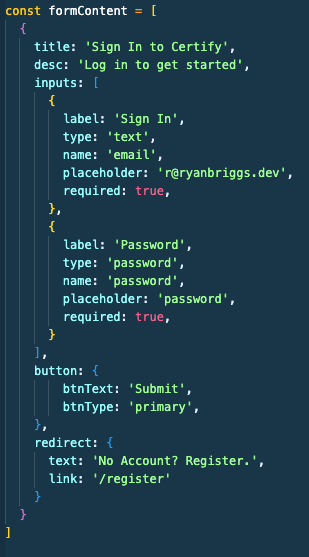 const formContent = [
  {
    title: 'Sign In to Certify',
    desc: 'Log in to get started',
    inputs: [
      {
        label: 'Sign In',
        type: 'text',
        name: 'email',
        placeholder: 'r@ryanbriggs.dev',
        required: true,
      },
      {
        label: 'Password',
        type: 'password',
        name: 'password',
        placeholder: 'password',
        required: true,
      }
    ],
    button: {
        btnText: 'Submit',
        btnType: 'primary',
    },
    redirect: {
      text: 'No Account? Register.',
      link: '/register'
    }
  }
]